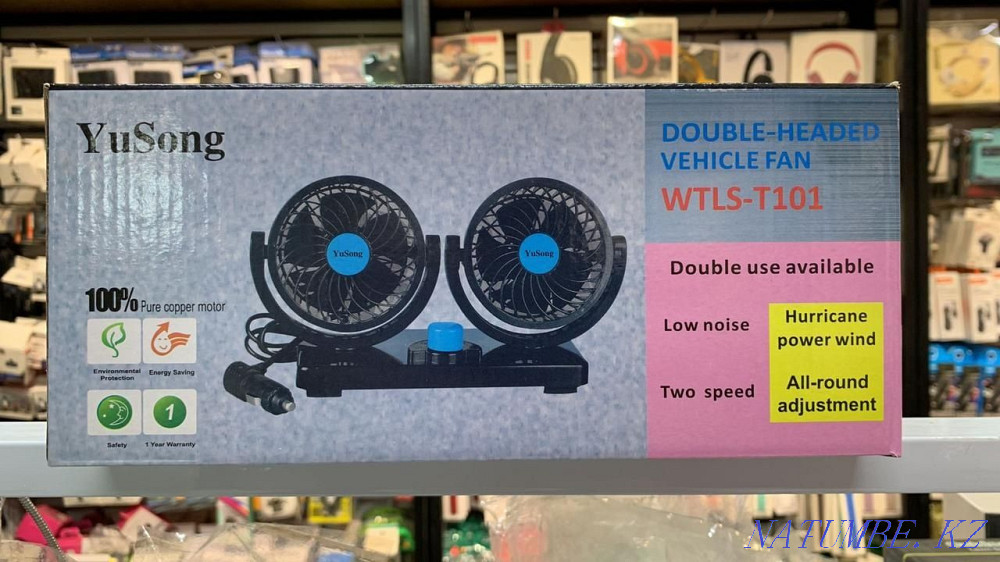 YuSong
DOUBLE-HEADED
VEHICLE FAN
WTLS-T101
YuSong
YuSong
100% Pure copper motor
Environmental
Protection
Energy Saving
Safety
1
1 Year Warranty
Double use available
Low noise
Two speed
Hurricane
power wind
All-round
adjustment
NATUMBE.KZ